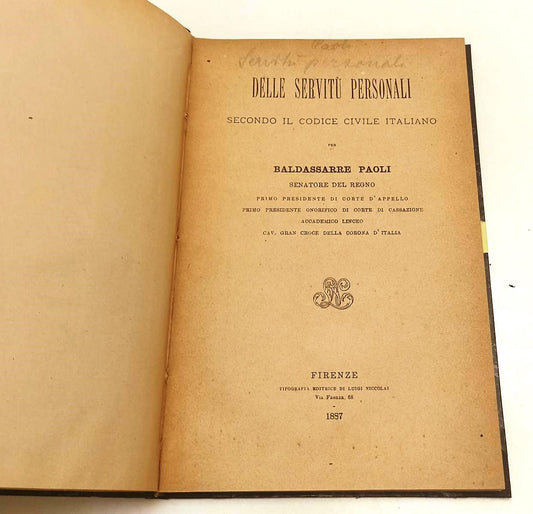 Paoli
Servitù personali
DELLE SERVITÙ PERSONALI
SECONDO IL CODICE CIVILE ITALIANO
PER
BALDASSARRE PAOLI
SENATORE DEL REGNO
PRIMO PRESIDENTE DI CORTE D'APPELLO
PRIMO PRESIDENTE ONORIFICO DI CORTE DI CASSAZIONE
ACCADEMICO LINCEO
CAV. GRAN CROCE DELLA CORONA D'ITALIA
FIRENZE
TIPOGRAFIA EDITRICE DI LUIGI NICCOLAI
Via Faenza, 68
1887